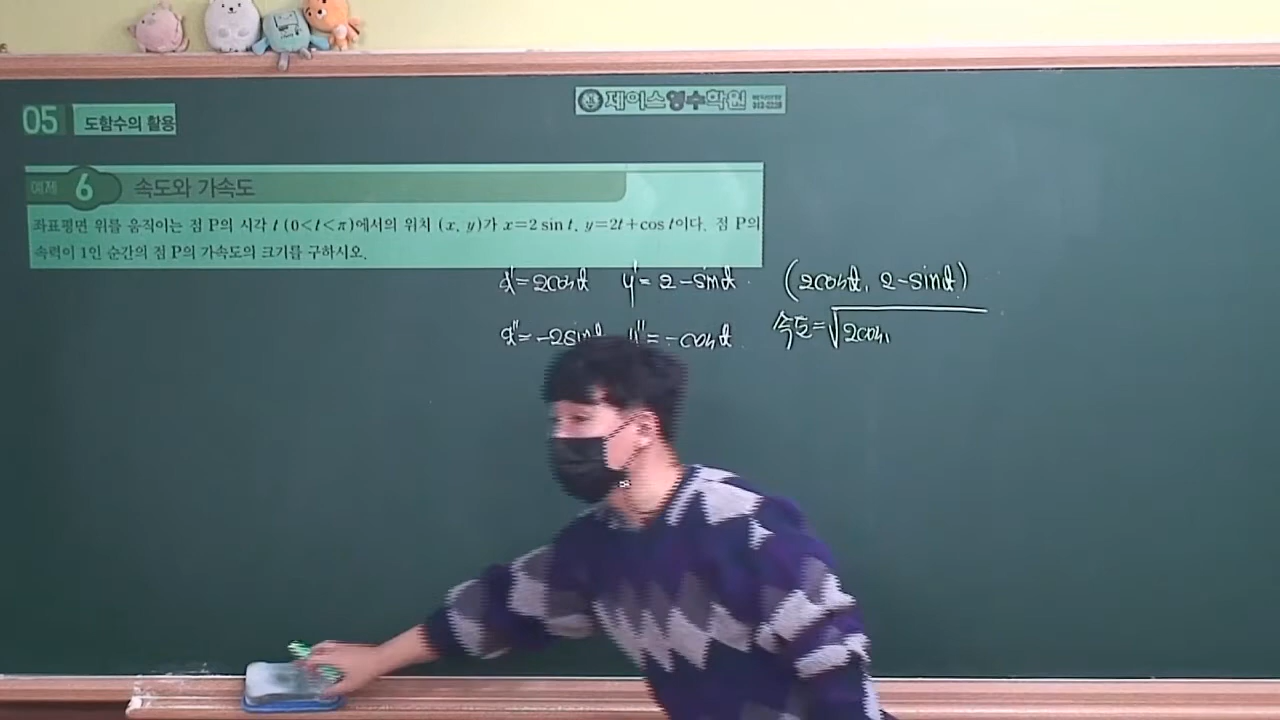 05 도함수의 활용
제이스영수학원
예제 6 속도와 가속도
좌표평면 위를 움직이는 점 P의 시각 t (0<t<π)에서의 위치 (x, y)가 x=2 sin t, y=2t+cos t이다. 점 P의
속력이 1인 순간의 점 P의 가속도의 크기를 구하시오.
x'=2cost y'=2-sint (2cost, 2-sint)
x''=-2sint y''=-cost 속도=√2cos